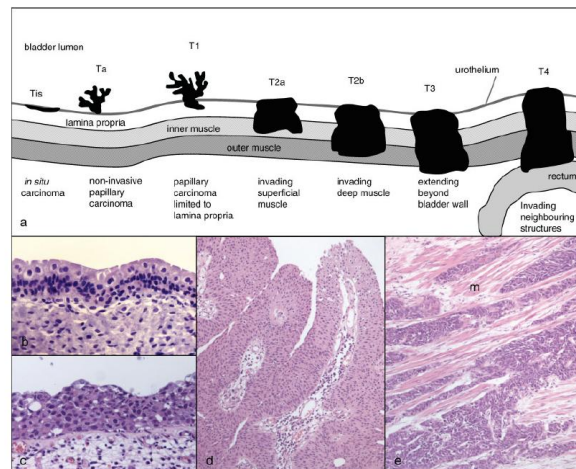 bladder lumen
Tis
Ta
T1
T2a
T2b
T3
urothelium
T4
lamina propria
inner muscle
outer muscle
rectum
in situ
carcinoma
non-invasive
papillary
carcinoma
papillary
carcinoma
limited to
lamina propria
invading
superficial
muscle
invading
deep muscle
extending
beyond
bladder wall
Invading
neighbouring
structures
a
b
c
d
m
e